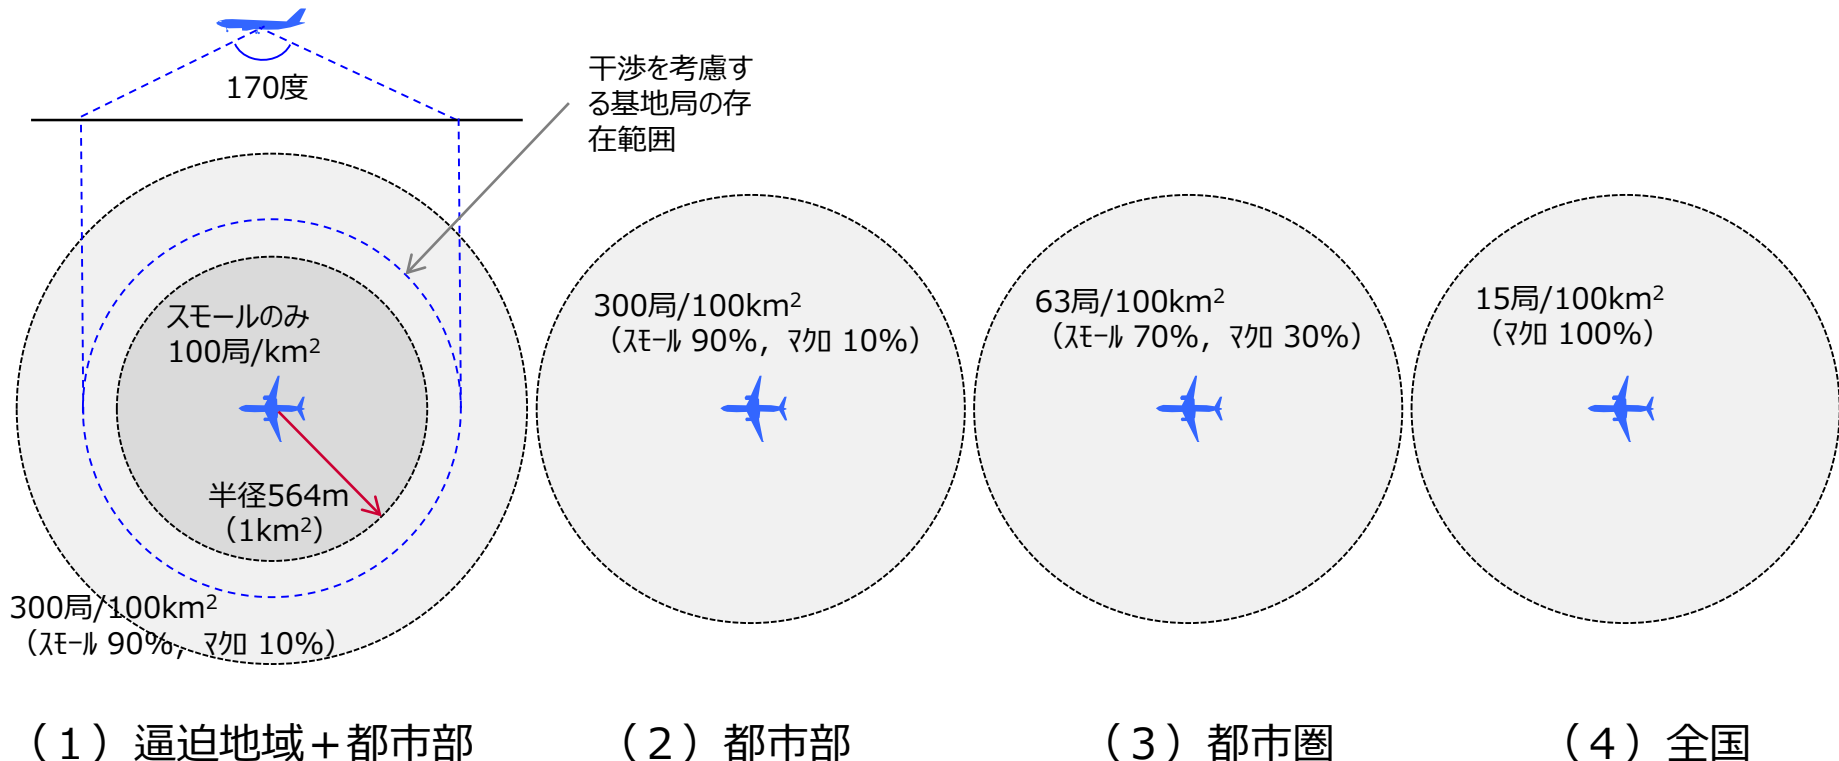 170度
干渉を考慮す
る基地局の存
在範囲
スモールのみ
100局/km²
半径564m
（1km²）
300局/100km²
（ｽﾓｰﾙ 90%，ﾏｸﾛ 10%）
300局/100km²
（ｽﾓｰﾙ 90%，ﾏｸﾛ 10%）
63局/100km²
（ｽﾓｰﾙ 70%，ﾏｸﾛ 30%）
15局/100km²
（ﾏｸﾛ 100%）
（１）逼迫地域＋都市部
（２）都市部
（３）都市圏
（４）全国